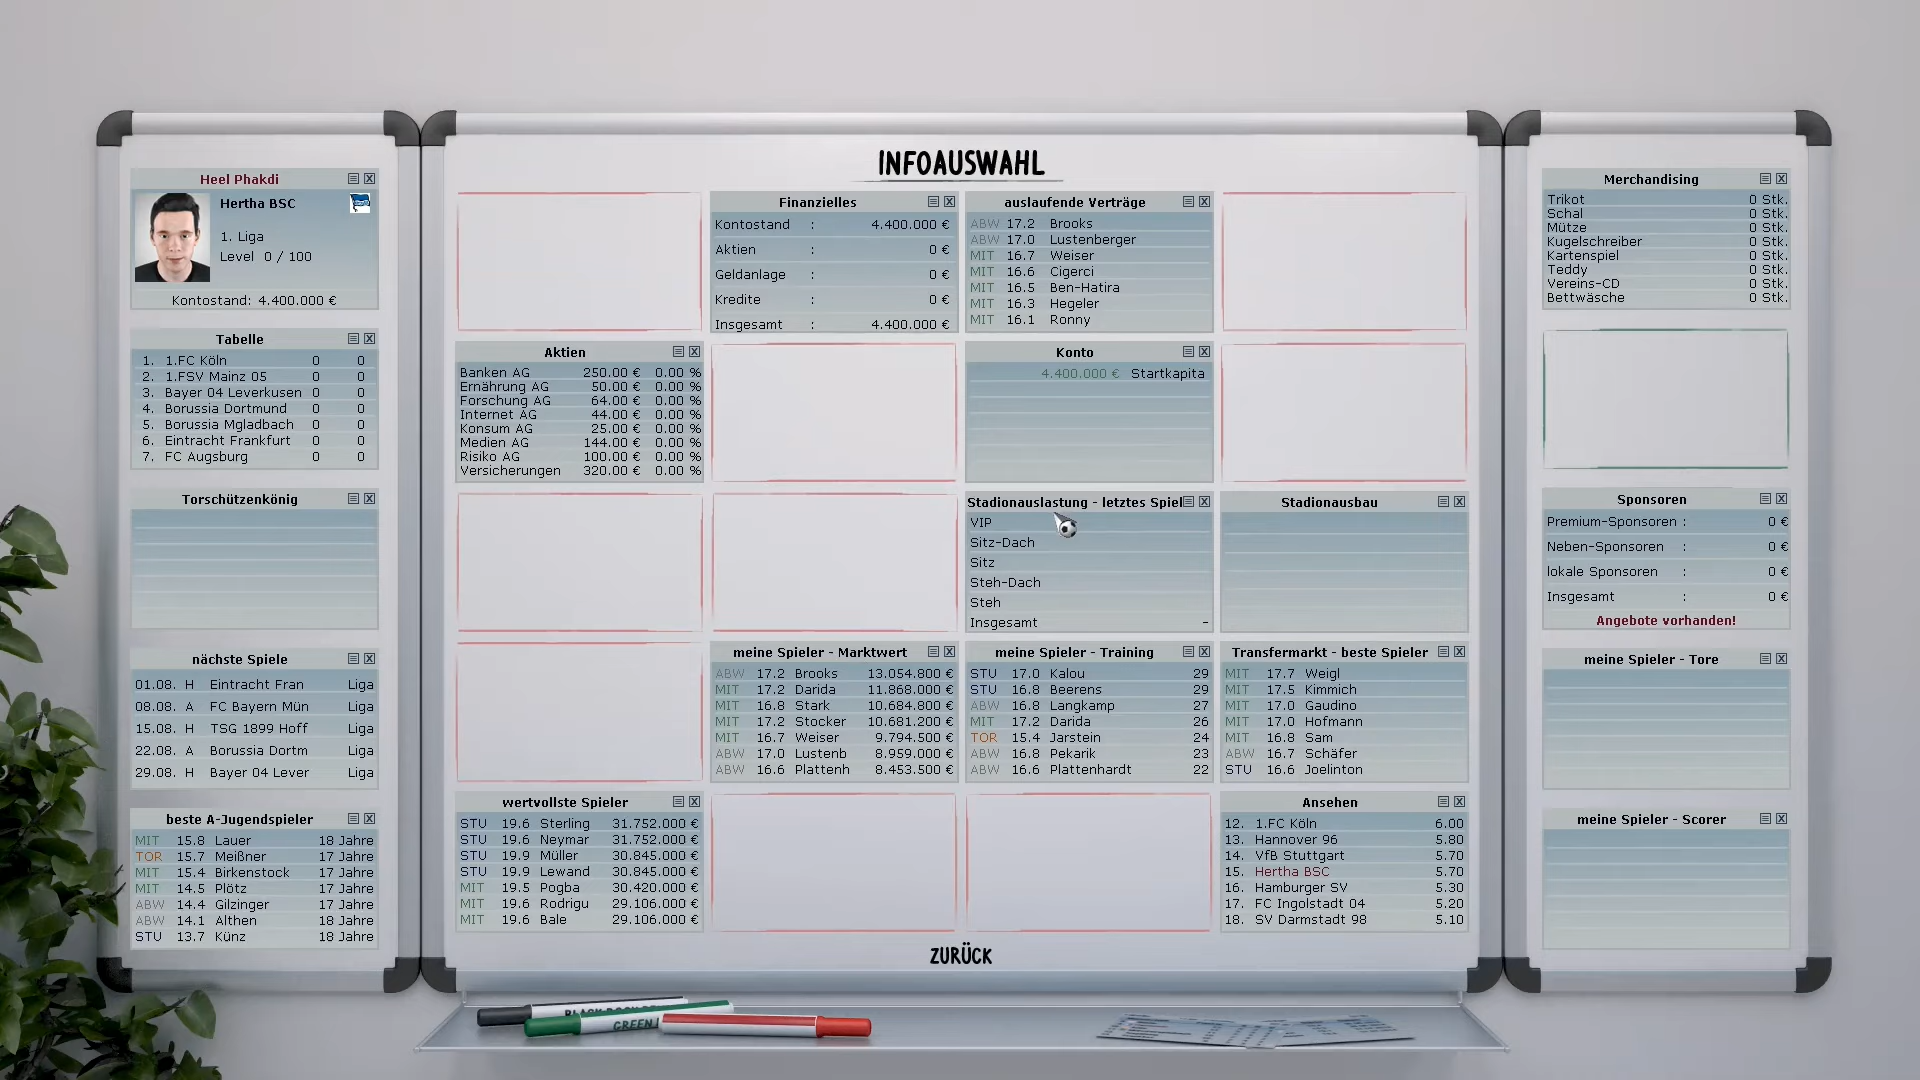 INFOAUSWAHL
Heel Phakdi
Hertha BSC
1. Liga
Level 0 / 100
Kontostand: 4.400.000 €
Tabelle
1. 1.FC Köln 0 0
2. 1.FSV Mainz 05 0 0
3. Bayer 04 Leverkusen 0 0
4. Borussia Dortmund 0 0
5. Borussia Mgladbach 0 0
6. Eintracht Frankfurt 0 0
7. FC Augsburg 0 0
Torschützenkönig
nächste Spiele
01.08. H Eintracht Fran Liga
08.08. A FC Bayern Mün Liga
15.08. H TSG 1899 Hoff Liga
22.08. A Borussia Dortm Liga
29.08. H Bayer 04 Lever Liga
beste A-Jugendspieler
MIT 15.8 Lauer 18 Jahre
TOR 15.7 Meißner 17 Jahre
MIT 15.4 Birkenstock 17 Jahre
MIT 14.5 Plötz 17 Jahre
ABW 14.4 Gilzinger 17 Jahre
ABW 14.1 Althen 18 Jahre
STU 13.7 Künz 18 Jahre
Finanzielles
Kontostand : 4.400.000 €
Aktien : 0 €
Geldanlage : 0 €
Kredite : 0 €
Insgesamt : 4.400.000 €
auslaufende Verträge
ABW 17.2 Brooks
ABW 17.0 Lustenberger
MIT 16.7 Weiser
MIT 16.6 Cigerci
MIT 16.5 Ben-Hatira
MIT 16.3 Hegeler
MIT 16.1 Ronny
Aktien
Banken AG 250.00 € 0.00 %
Ernährung AG 50.00 € 0.00 %
Forschung AG 64.00 € 0.00 %
Internet AG 44.00 € 0.00 %
Konsum AG 25.00 € 0.00 %
Medien AG 144.00 € 0.00 %
Risiko AG 100.00 € 0.00 %
Versicherungen 320.00 € 0.00 %
Konto
4.400.000 € Startkapita
Stadionauslastung - letztes Spiel
VIP
Sitz-Dach
Sitz
Steh-Dach
Steh
Insgesamt -
Stadionausbau
meine Spieler - Marktwert
ABW 17.2 Brooks 13.054.800 €
MIT 17.2 Darida 11.868.000 €
MIT 16.8 Stark 10.684.800 €
MIT 17.2 Stocker 10.681.200 €
MIT 16.7 Weiser 9.794.500 €
ABW 17.0 Lustenb 8.959.000 €
ABW 16.6 Plattenh 8.453.500 €
meine Spieler - Training
STU 17.0 Kalou 29
STU 16.8 Beerens 29
ABW 16.8 Langkamp 27
MIT 17.2 Darida 26
TOR 15.4 Jarstein 24
ABW 16.8 Pekarik 23
ABW 16.6 Plattenhardt 22
Transfermarkt - beste Spieler
MIT 17.7 Weigl
MIT 17.5 Kimmich
MIT 17.0 Gaudino
MIT 17.0 Hofmann
MIT 16.8 Sam
ABW 16.7 Schäfer
STU 16.6 Joelinton
wertvollste Spieler
STU 19.6 Sterling 31.752.000 €
STU 19.6 Neymar 31.752.000 €
STU 19.9 Müller 30.845.000 €
STU 19.9 Lewand 30.845.000 €
MIT 19.5 Pogba 30.420.000 €
MIT 19.6 Rodrigu 29.106.000 €
MIT 19.6 Bale 29.106.000 €
Ansehen
12. 1.FC Köln 6.00
13. Hannover 96 5.80
14. VfB Stuttgart 5.70
15. Hertha BSC 5.70
16. Hamburger SV 5.30
17. FC Ingolstadt 04 5.20
18. SV Darmstadt 98 5.10
ZURÜCK
Merchandising
Trikot 0 Stk.
Schal 0 Stk.
Mütze 0 Stk.
Kugelschreiber 0 Stk.
Kartenspiel 0 Stk.
Teddy 0 Stk.
Vereins-CD 0 Stk.
Bettwäsche 0 Stk.
Sponsoren
Premium-Sponsoren : 0 €
Neben-Sponsoren : 0 €
lokale Sponsoren : 0 €
Insgesamt : 0 €
Angebote vorhanden!
meine Spieler - Tore
meine Spieler - Scorer
GREEN